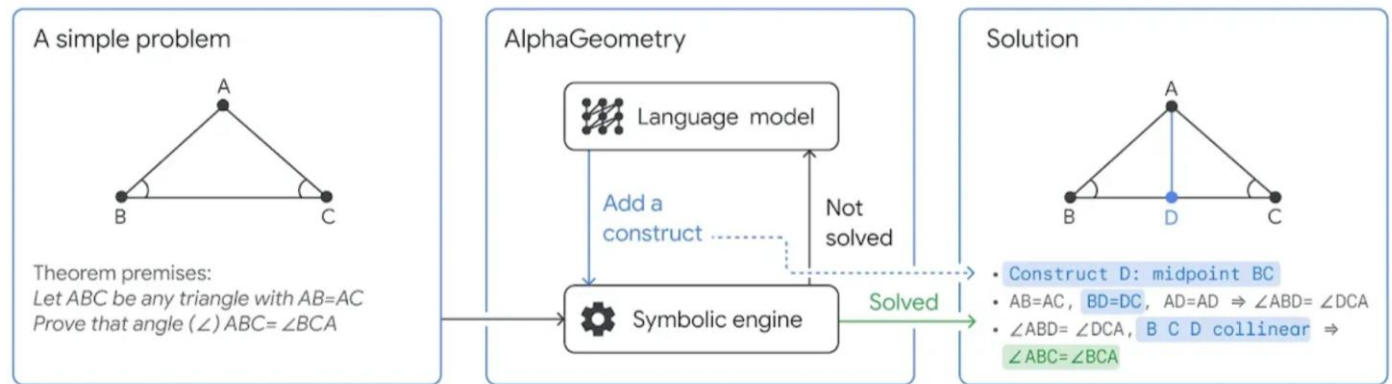 A simple problem
A
B
C
Theorem premises:
Let ABC be any triangle with AB=AC
Prove that angle (∠) ABC= ∠BCA
AlphaGeometry
Language model
Add a
construct
Not
solved
Symbolic engine
Solved
Solution
A
B
D
C
• Construct D: midpoint BC
• AB=AC, BD=DC, AD=AD ⇒ ∠ABD= ∠DCA
• ∠ABD= ∠DCA, B C D collinear ⇒
∠ABC=∠BCA